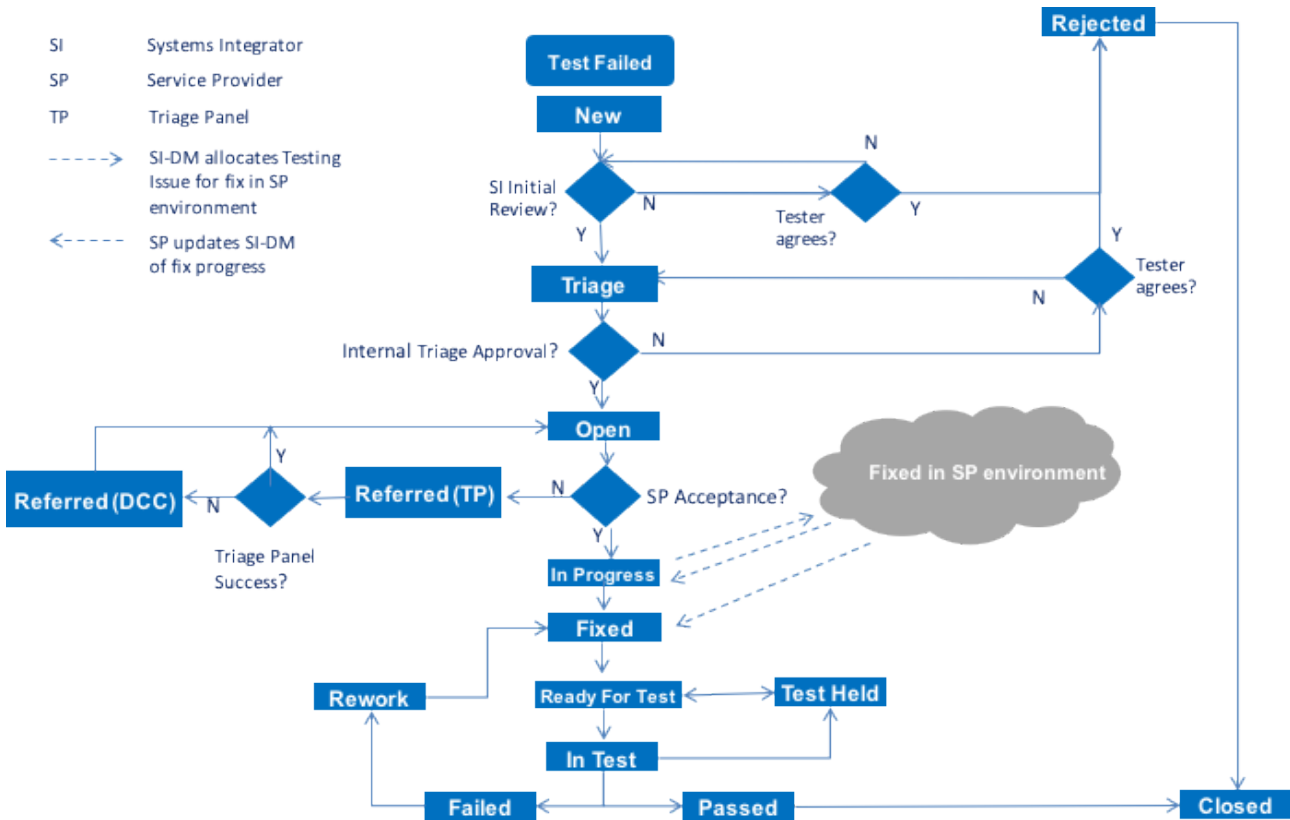 SI Systems Integrator
SP Service Provider
TP Triage Panel
SI-DM allocates Testing
Issue for fix in SP
environment
SP updates SI-DM
of fix progress
Test Failed
New
Rejected
N
SI Initial
Review?
N
Tester
agrees?
Y
Y
Y
Triage
N
Tester
agrees?
Internal Triage Approval?
N
Y
Open
Fixed in SP environment
Y
Referred (DCC)
N
Referred (TP)
N
SP Acceptance?
Y
Triage Panel
Success?
In Progress
Fixed
Rework
Ready For Test
Test Held
In Test
Failed
Passed
Closed